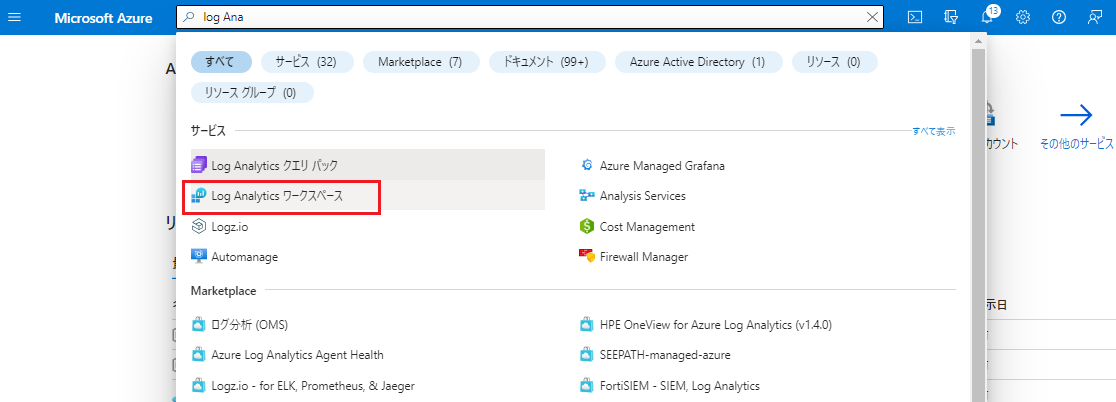 Microsoft Azure
log Ana
13
すべて
サービス (32)
Marketplace (7)
ドキュメント (99+)
Azure Active Directory (1)
リソース (0)
リソース グループ (0)
サービス
すべて表示
Log Analytics クエリ パック
Azure Managed Grafana
Log Analytics ワークスペース
Analysis Services
Logz.io
Cost Management
Automanage
Firewall Manager
Marketplace
ログ分析 (OMS)
HPE OneView for Azure Log Analytics (v1.4.0)
Azure Log Analytics Agent Health
SEEPATH-managed-azure
Logz.io - for ELK, Prometheus, & Jaeger
FortiSIEM - SIEM, Log Analytics
カウント
その他のサービス
示日